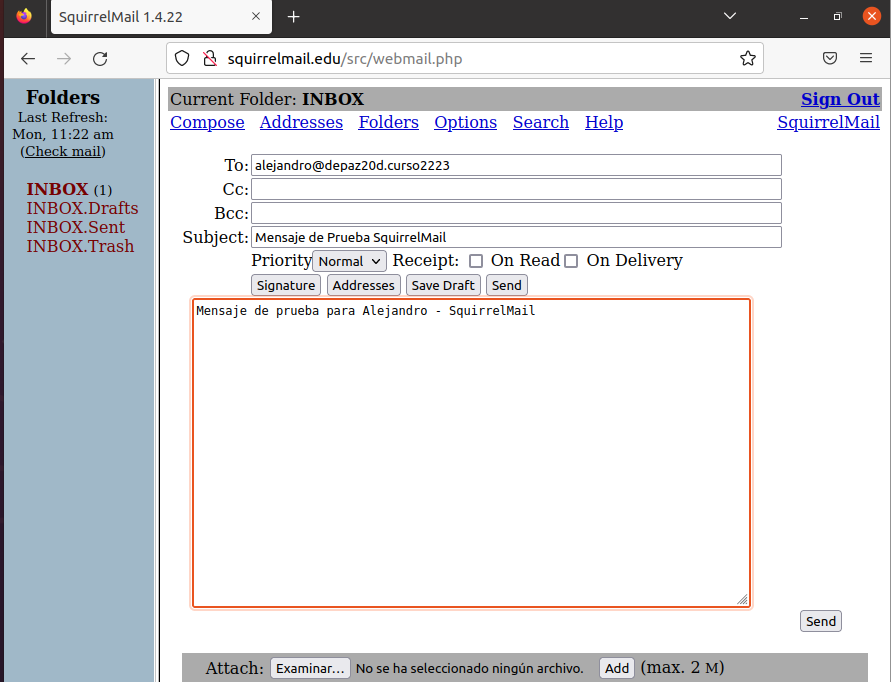 SquirrelMail 1.4.22
squirrelmail.edu/src/webmail.php
Folders
Last Refresh:
Mon, 11:22 am
(Check mail)
INBOX (1)
INBOX.Drafts
INBOX.Sent
INBOX.Trash
Current Folder: INBOX Sign Out
Compose Addresses Folders Options Search Help SquirrelMail
To: alejandro@depaz20d.curso2223
Cc:
Bcc:
Subject: Mensaje de Prueba SquirrelMail
Priority Normal Receipt: On Read On Delivery
Signature Addresses Save Draft Send
Mensaje de prueba para Alejandro - SquirrelMail
Send
Attach: Examinar... No se ha seleccionado ningún archivo. Add (max. 2 M)